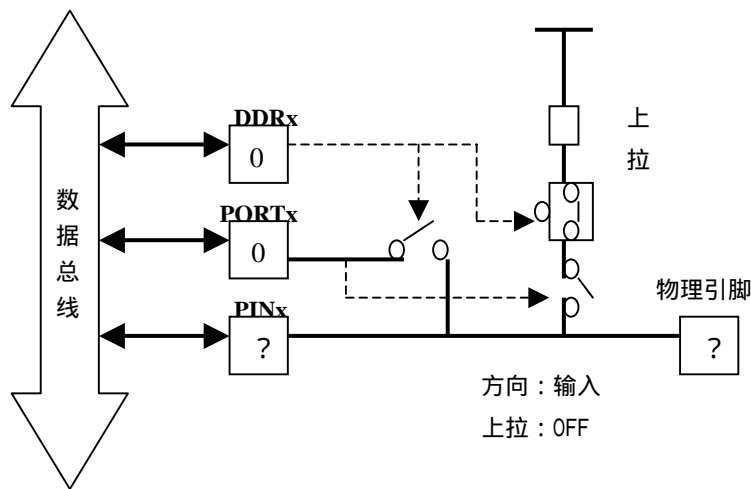 DDRx
0
上拉
数据总线
PORTx
0
PINx
?
物理引脚
?
方向：输入
上拉：OFF